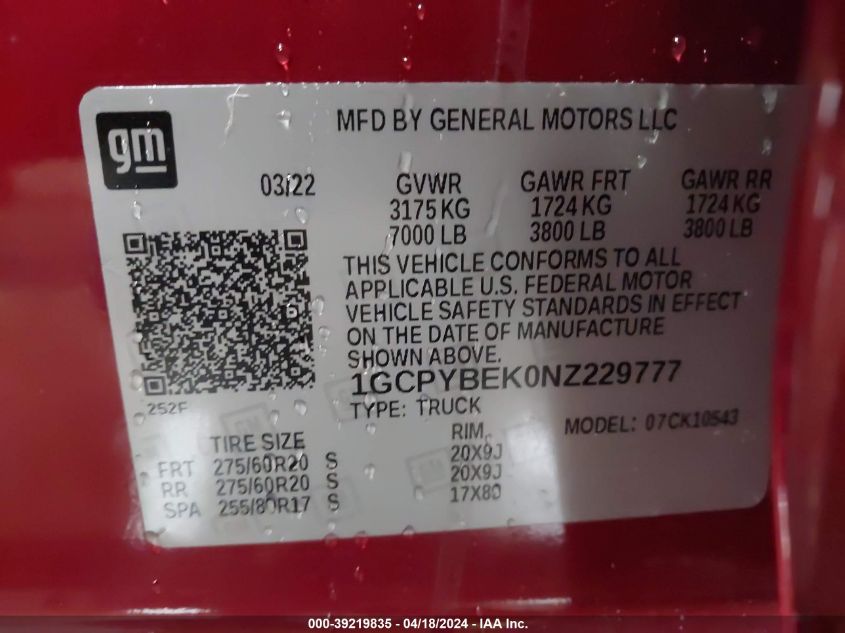 gm
MFD BY GENERAL MOTORS LLC
03/22 GVWR GAWR FRT GAWR RR
3175 KG 1724 KG 1724 KG
7000 LB 3800 LB 3800 LB
THIS VEHICLE CONFORMS TO ALL
APPLICABLE U.S. FEDERAL MOTOR
VEHICLE SAFETY STANDARDS IN EFFECT
ON THE DATE OF MANUFACTURE
SHOWN ABOVE.
1GCPYBEK0NZ229777
252F
TYPE: TRUCK MODEL: 07CK10543
TIRE SIZE RIM
FRT 275/60R20 S 20X9J
RR 275/60R20 S 20X9J
SPA 255/80R17 S 17X80
000-39219835 - 04/18/2024 - IAA Inc.